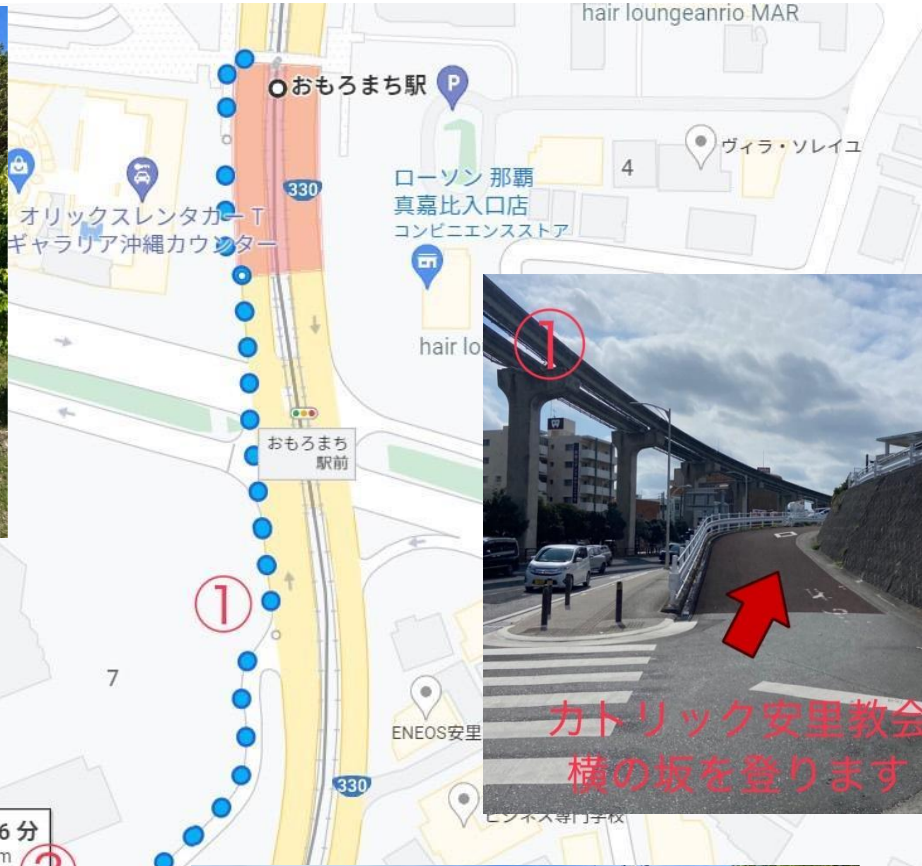 hair loungeanrio MAR
おもろまち駅
P
330
ヴィラ・ソレイユ
4
ローソン 那覇
真嘉比入口店
コンビニエンスストア
オリックスレンタカー T
ギャラリア沖縄カウンター
hair lo
①
おもろまち
駅前
①
7
ENEOS安里
カトリック安里教会
横の坂を登ります
330
ビジネス専門学校
6 分
m